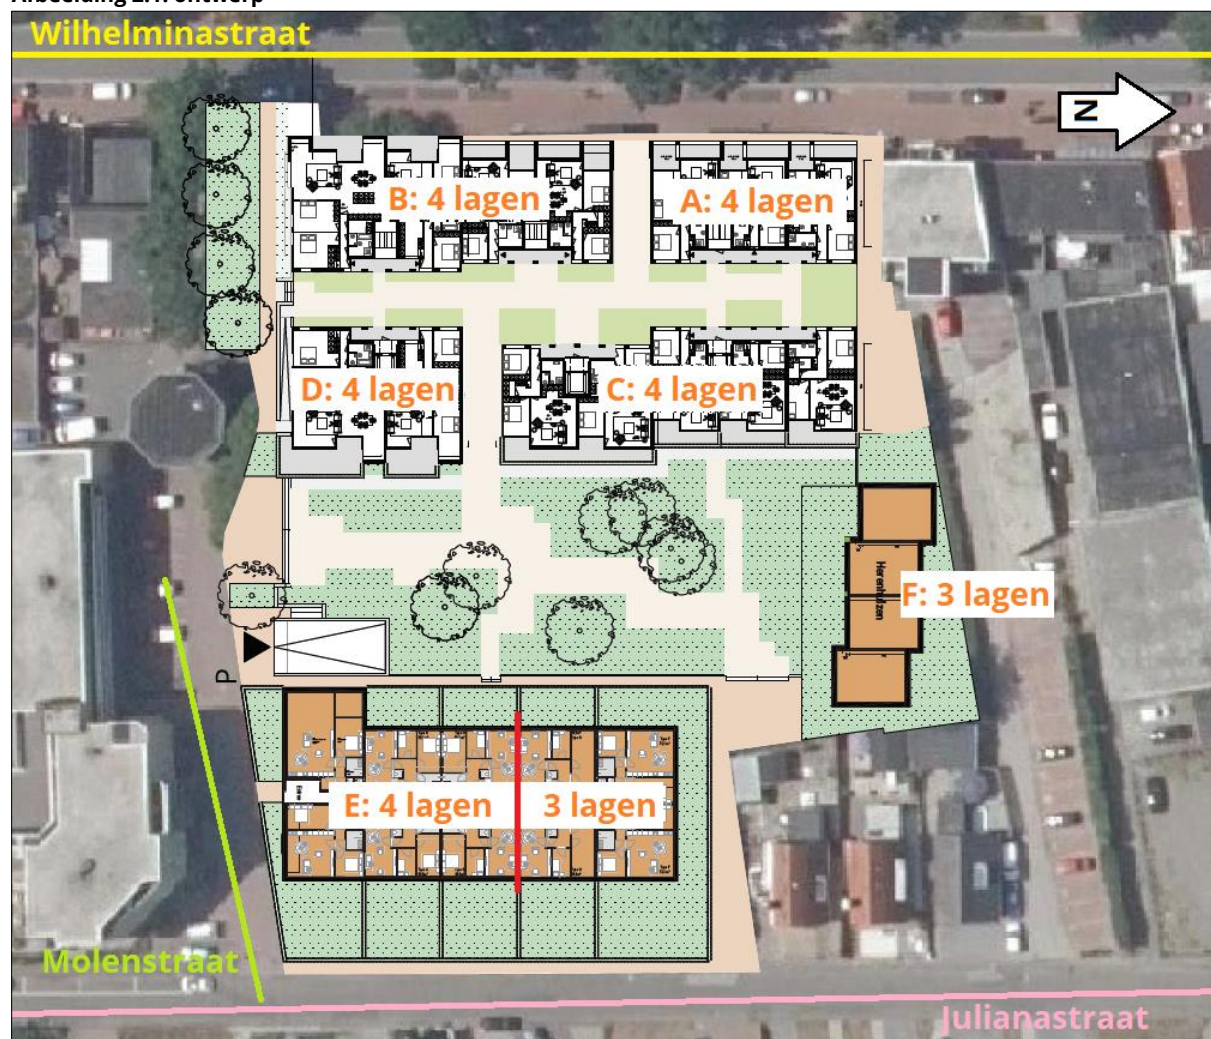 Afbeelding 2.1: ontwerp
Wilhelminastraat
N
B: 4 lagen
A: 4 lagen
D: 4 lagen
C: 4 lagen
Herenhuizen
F: 3 lagen
P
E: 4 lagen
3 lagen
Molenstraat
Julianastraat